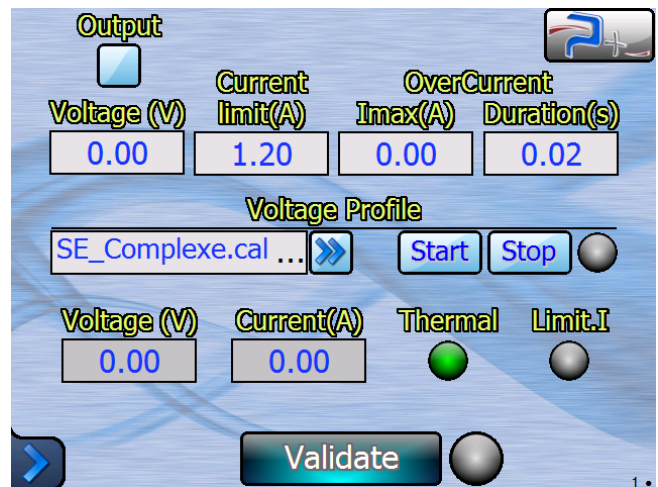 Output
Current OverCurrent
Voltage (V) limit(A) Imax(A) Duration(s)
0.00 1.20 0.00 0.02
Voltage Profile
SE_Complexe.cal ... Start Stop
Voltage (V) Current(A) Thermal Limit.I
0.00 0.00
Validate
1 •